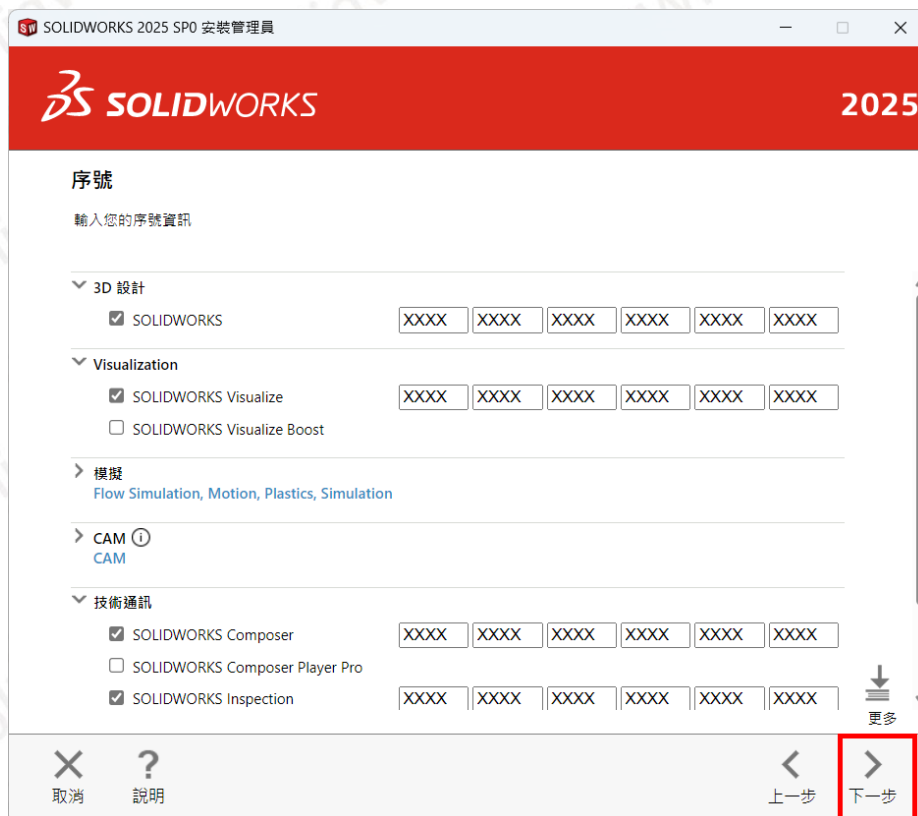 SOLIDWORKS 2025 SP0 安裝管理員
SOLIDWORKS 2025
序號
輸入您的序號資訊
3D 設計
SOLIDWORKS XXXX XXXX XXXX XXXX XXXX XXXX
Visualization
SOLIDWORKS Visualize XXXX XXXX XXXX XXXX XXXX XXXX
SOLIDWORKS Visualize Boost
模擬
Flow Simulation, Motion, Plastics, Simulation
CAM
CAM
技術通訊
SOLIDWORKS Composer XXXX XXXX XXXX XXXX XXXX XXXX
SOLIDWORKS Composer Player Pro
SOLIDWORKS Inspection XXXX XXXX XXXX XXXX XXXX XXXX
更多
取消 說明 上一步 下一步